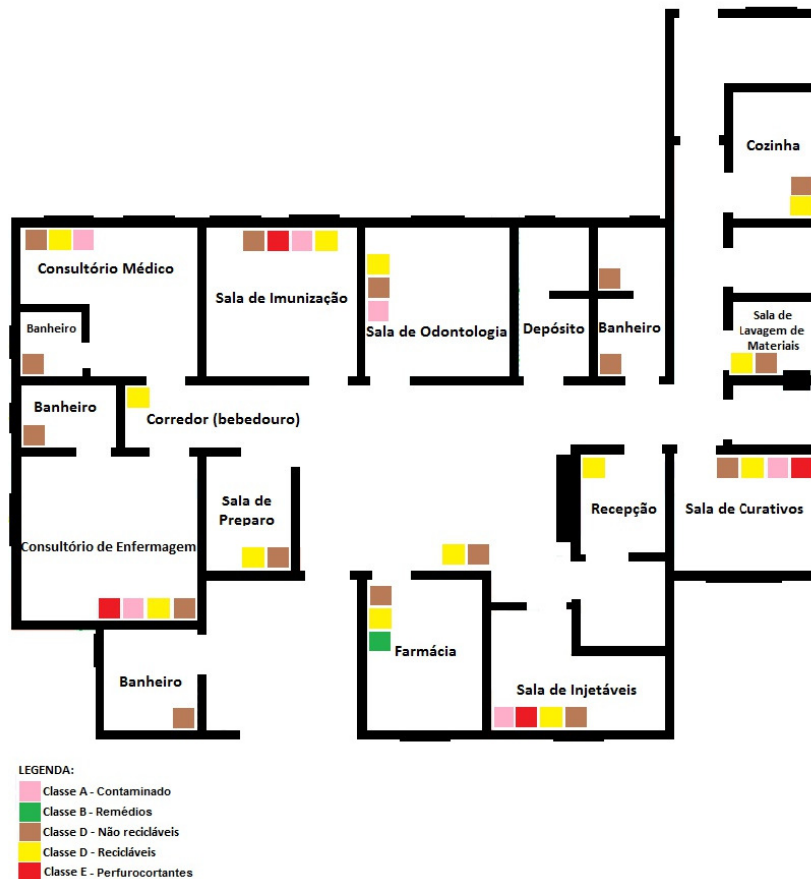 Cozinha
Consultório Médico
Sala de Imunização
Sala de Odontologia
Depósito
Banheiro
Banheiro
Sala de
Lavagem de
Materiais
Banheiro
Corredor (bebedouro)
Sala de
Preparo
Recepção
Sala de Curativos
Consultório de Enfermagem
Farmácia
Banheiro
Sala de Injetáveis
LEGENDA:
Classe A - Contaminado
Classe B - Remédios
Classe D - Não recicláveis
Classe D - Recicláveis
Classe E - Perfurocortantes